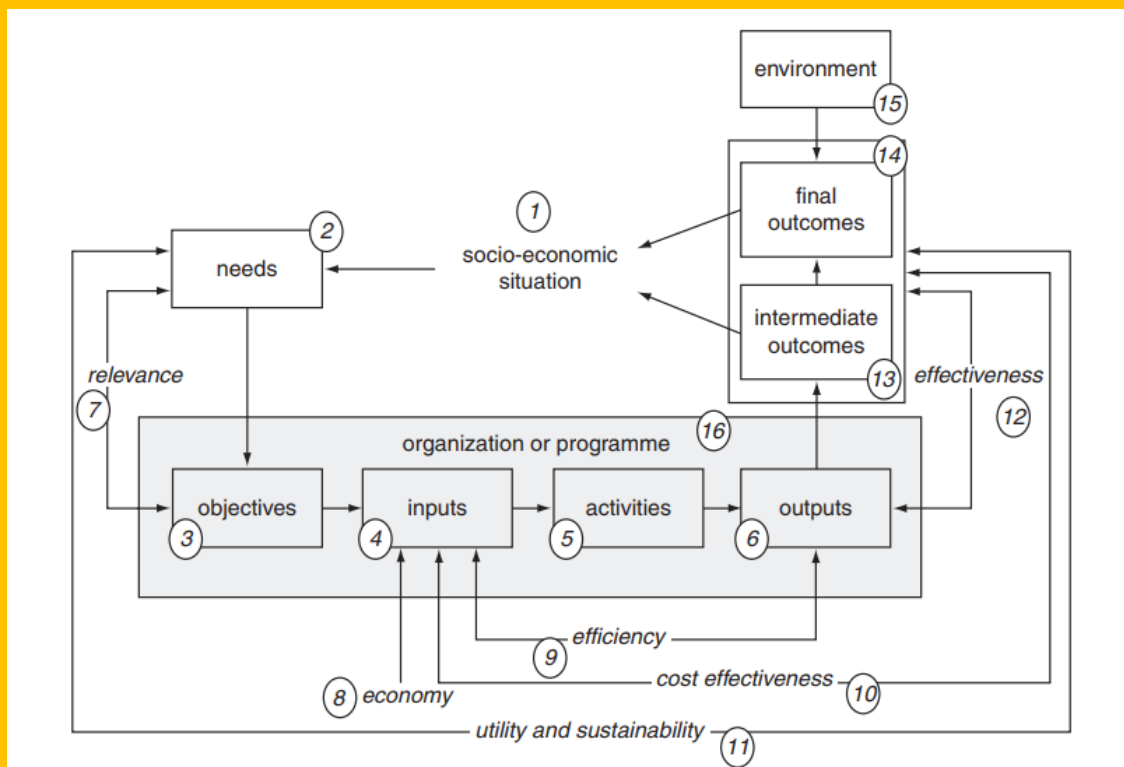 environment
15
14
final
outcomes
1
socio-economic
situation
2
needs
intermediate
outcomes
13
relevance
7
effectiveness
12
16
organization or programme
objectives
3
inputs
4
activities
5
outputs
6
efficiency
9
cost effectiveness
10
8
economy
utility and sustainability
11